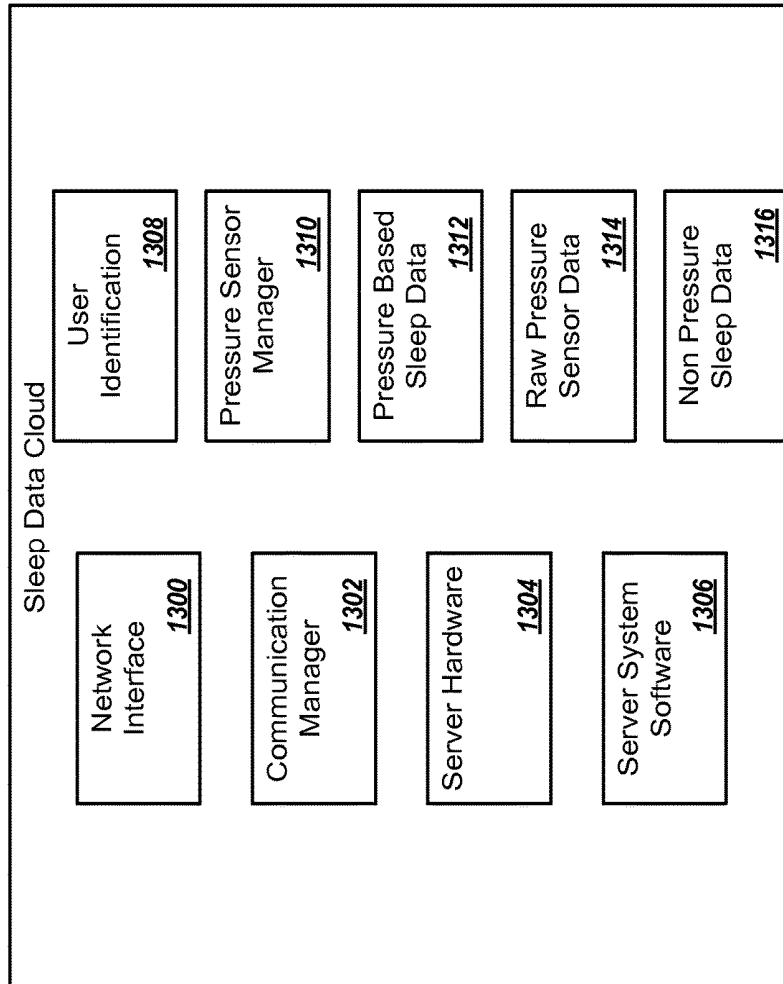 Sleep Data Cloud
Network
Interface
1300
Communication
Manager
1302
Server Hardware
1304
Server System
Software
1306
User
Identification
1308
Pressure Sensor
Manager
1310
Pressure Based
Sleep Data
1312
Raw Pressure
Sensor Data
1314
Non Pressure
Sleep Data
1316